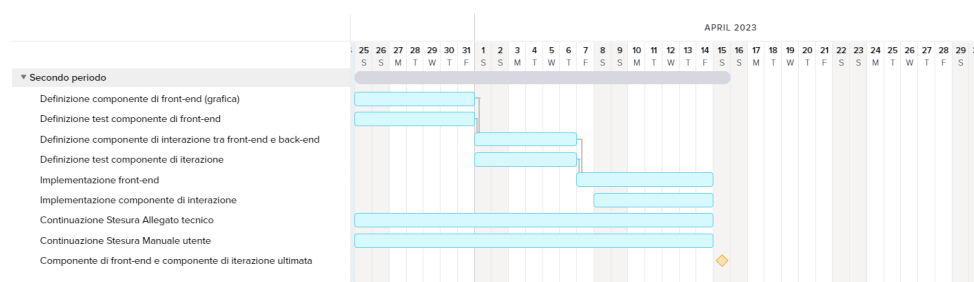 APRIL 2023
25 26 27 28 29 30 31 1 2 3 4 5 6 7 8 9 10 11 12 13 14 15 16 17 18 19 20 21 22 23 24 25 26 27 28 29
S S M T W T F S S M T W T F S S M T W T F S S M T W T F S S M T W T F S
Secondo periodo
Definizione componente di front-end (grafica)
Definizione test componente di front-end
Definizione componente di interazione tra front-end e back-end
Definizione test componente di iterazione
Implementazione front-end
Implementazione componente di interazione
Continuazione Stesura Allegato tecnico
Continuazione Stesura Manuale utente
Componente di front-end e componente di iterazione ultimata